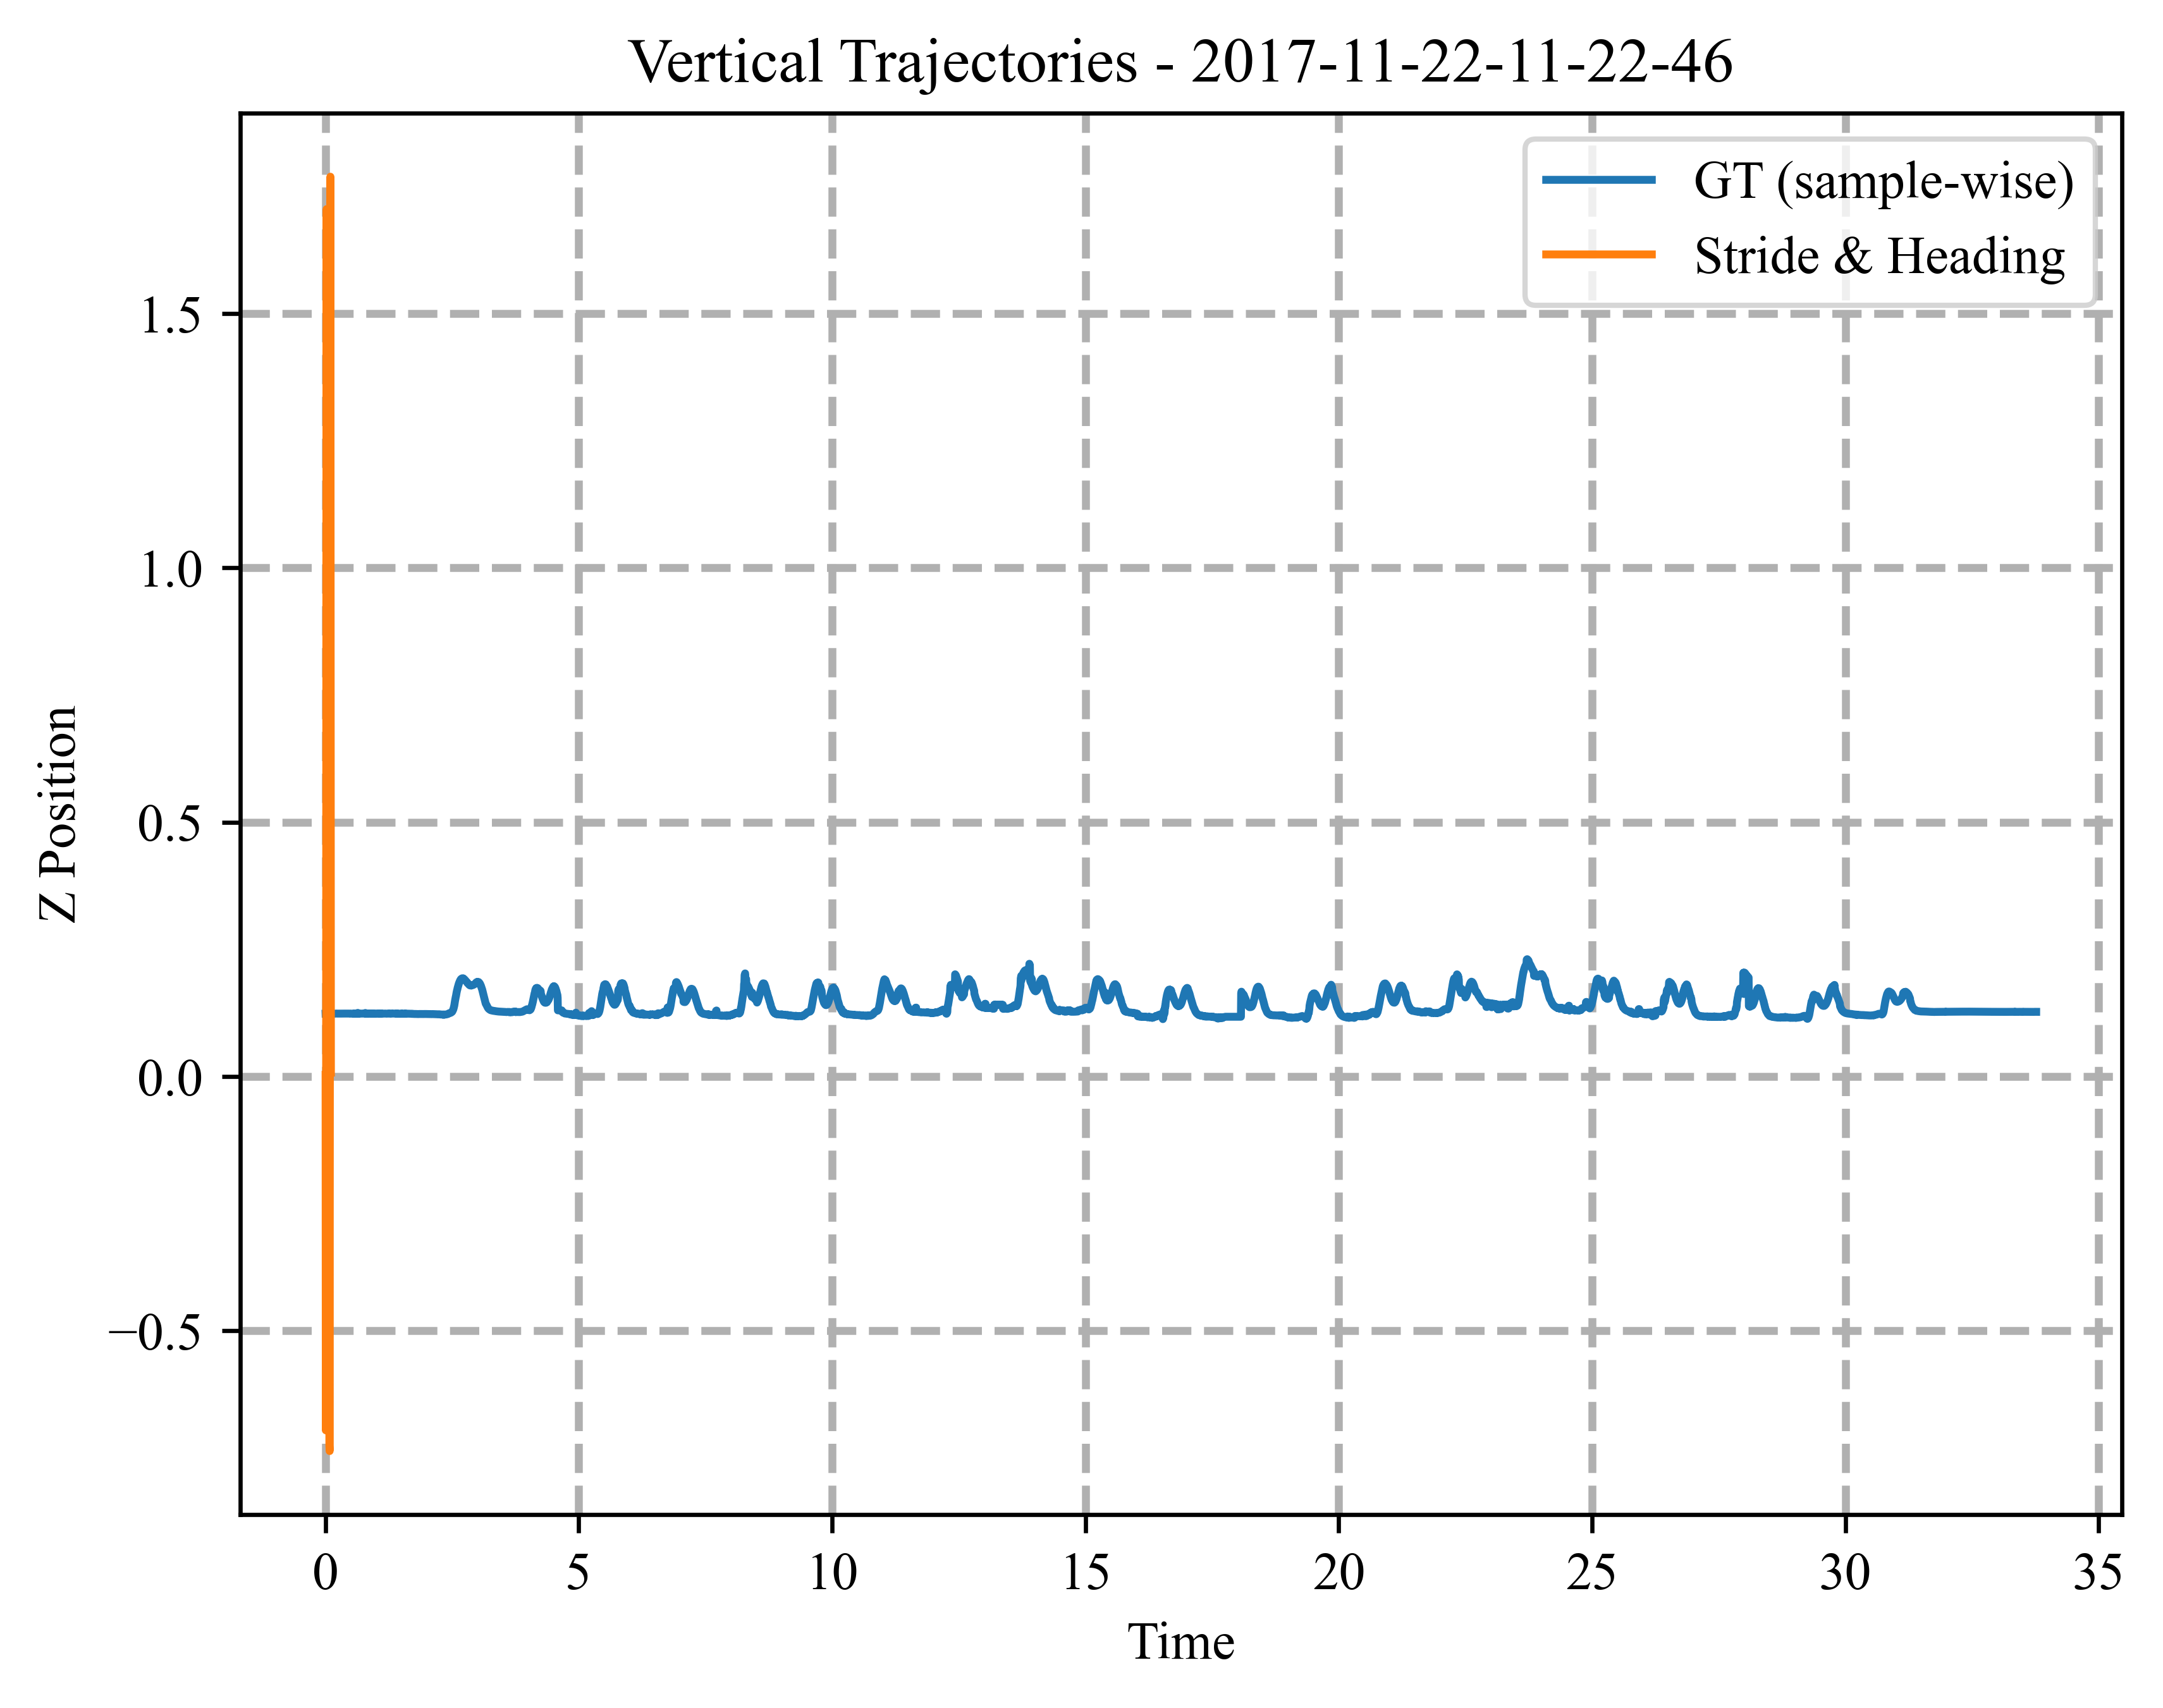 Vertical Trajectories - 2017-11-22-11-22-46
GT (sample-wise)
Stride & Heading
Z Position
1.5
1.0
0.5
0.0
−0.5
0 5 10 15 20 25 30 35
Time